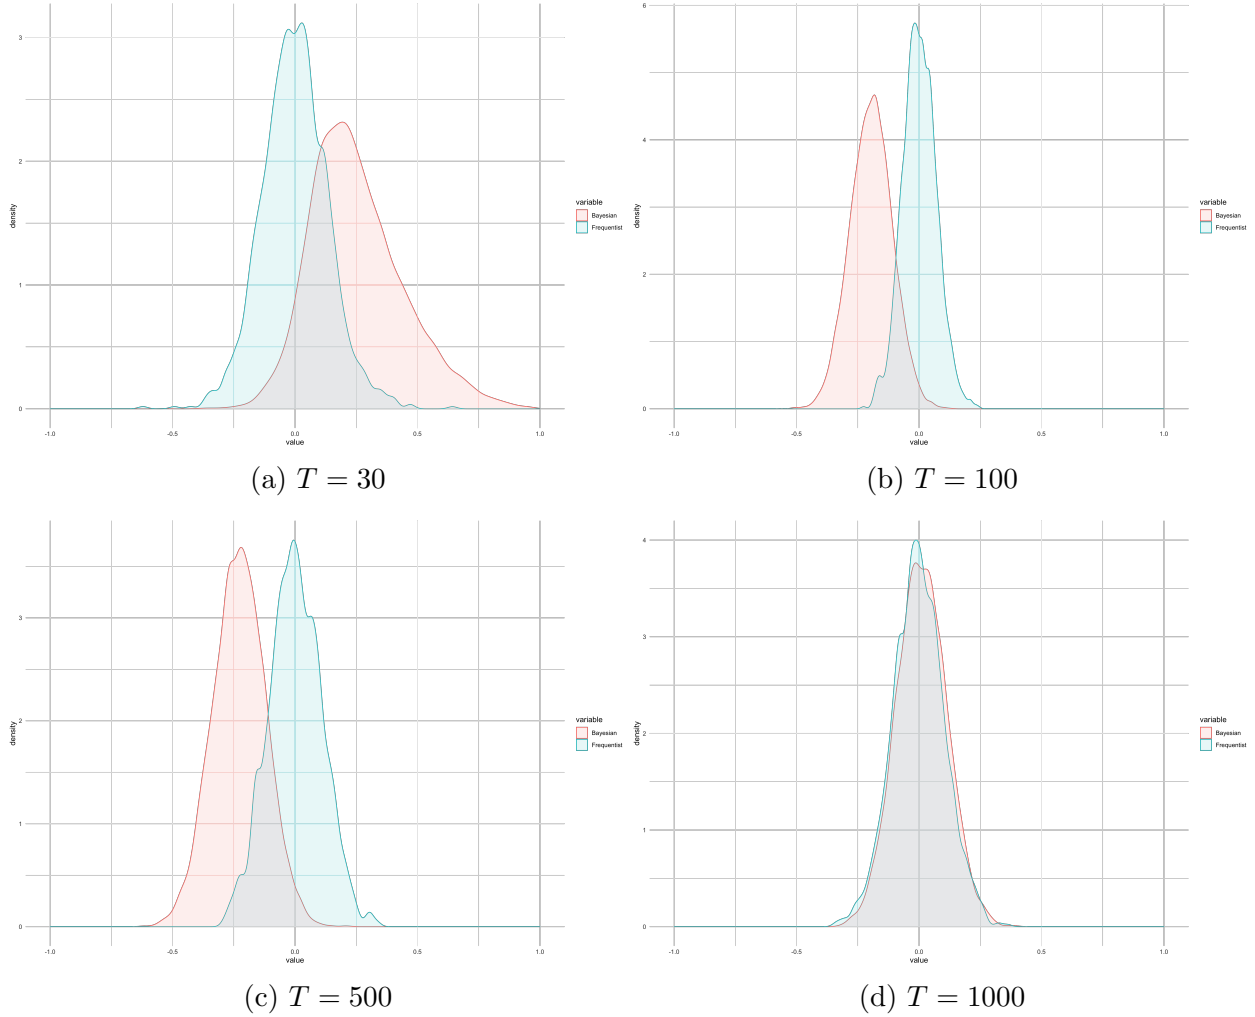 3
2
1
0
density
-1.0
-0.5
0.0
0.5
1.0
value
variable
Bayesian
Frequentist
(a) T = 30
6
4
2
0
density
-1.0
-0.5
0.0
0.5
1.0
value
variable
Bayesian
Frequentist
(b) T = 100
3
2
1
0
density
-1.0
-0.5
0.0
0.5
1.0
value
variable
Bayesian
Frequentist
(c) T = 500
4
3
2
1
0
density
-1.0
-0.5
0.0
0.5
1.0
value
variable
Bayesian
Frequentist
(d) T = 1000